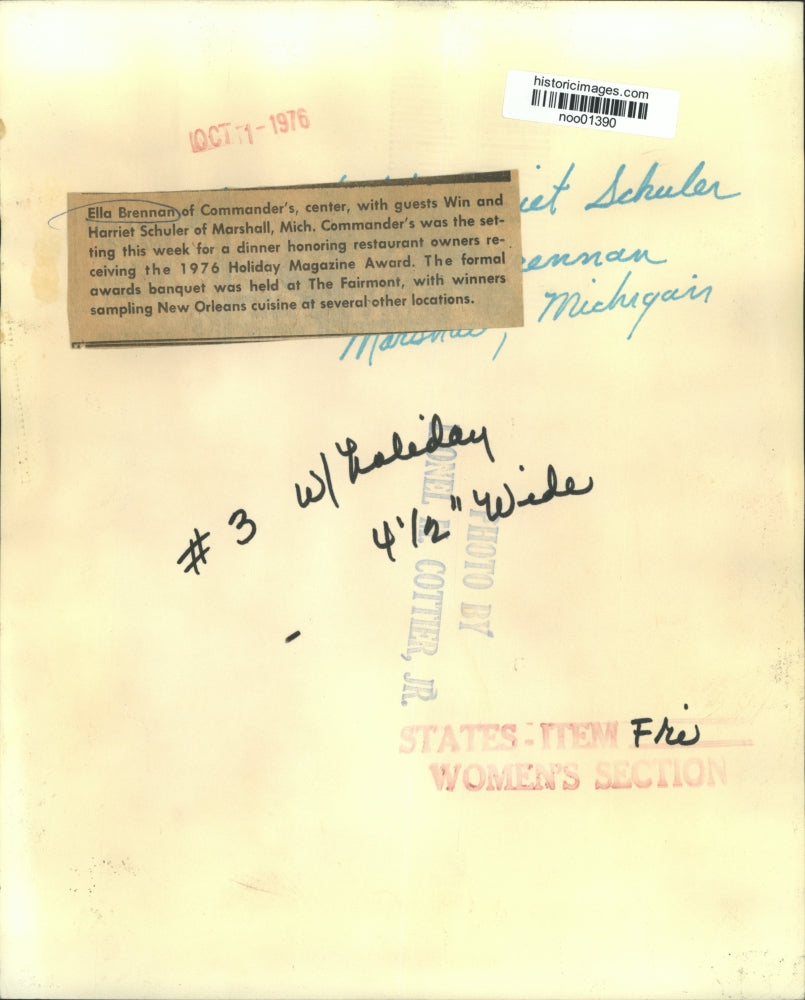 historicimages.com
noo01390
OCT 1 - 1976
Schuler
Ella Brennan of Commander's, center, with guests Win and
Harriet Schuler of Marshall, Mich. Commander's was the set-
ting this week for a dinner honoring restaurant owners re-
ceiving the 1976 Holiday Magazine Award. The formal
awards banquet was held at The Fairmont, with winners
sampling New Orleans cuisine at several other locations.
Michigan
# 3 w/ holiday
4 1/2" Wide
PHOTO BY
LIONEL M. COTTIER, JR.
STATES-ITEM Fri
WOMEN'S SECTION